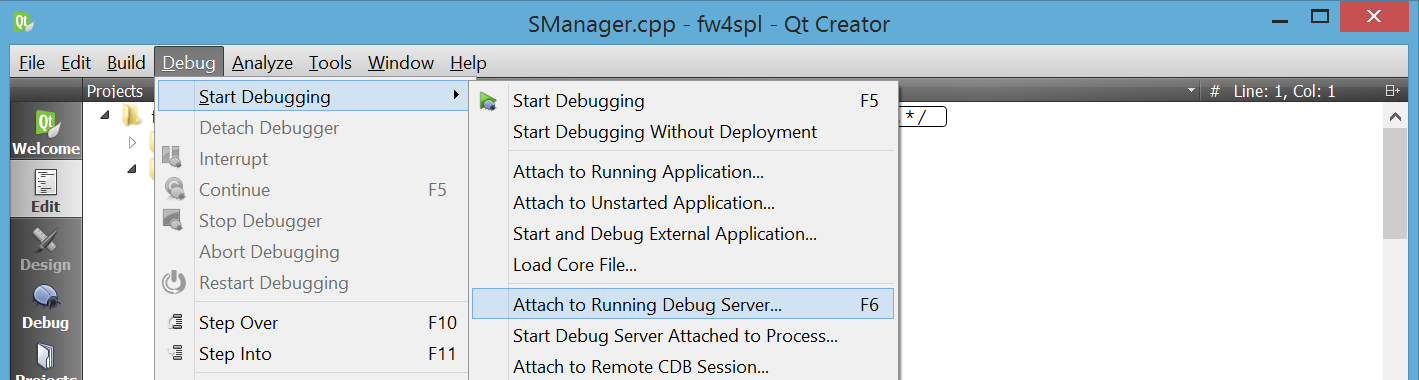 SManager.cpp - fw4spl - Qt Creator
File Edit Build Debug Analyze Tools Window Help
Projects
# Line: 1, Col: 1
Start Debugging
Detach Debugger
Interrupt
Continue F5
Stop Debugger
Abort Debugging
Restart Debugging
Step Over F10
Step Into F11
Start Debugging F5
Start Debugging Without Deployment
Attach to Running Application...
Attach to Unstarted Application...
Start and Debug External Application...
Load Core File...
Attach to Running Debug Server... F6
Start Debug Server Attached to Process...
Attach to Remote CDB Session...
*/
Qt
Welcome
Edit
Design
Debug
Projects